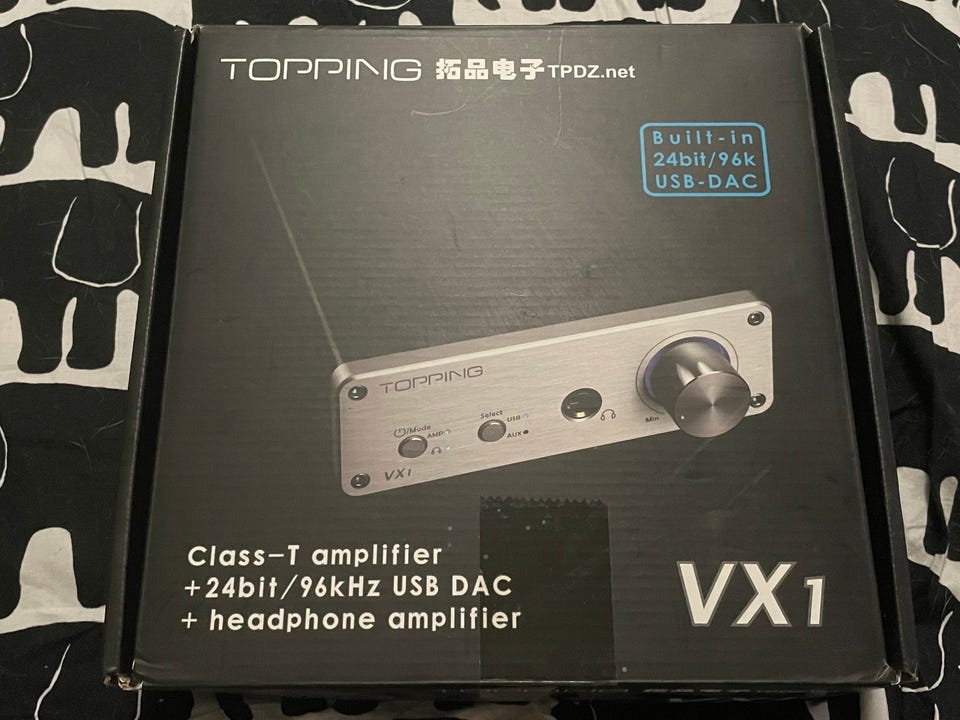 TOPPING 拓品电子TPDZ.net
Built-in
24bit/96k
USB-DAC
TOPPING
⏻/Mode
AMP
Select
USB
AUX
Min
VX1
Class-T amplifier
+24bit/96kHz USB DAC
+ headphone amplifier
VX1